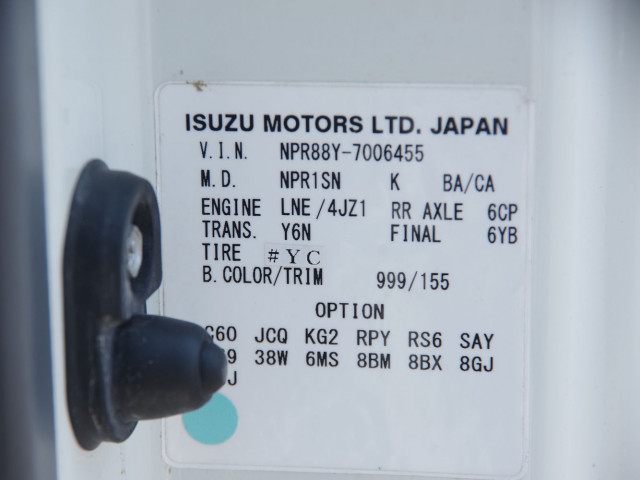 ISUZU MOTORS LTD. JAPAN
V.I.N. NPR88Y-7006455
M.D. NPR1SN K BA/CA
ENGINE LNE/4JZ1 RR AXLE 6CP
TRANS. Y6N FINAL 6YB
TIRE #YC
B.COLOR/TRIM 999/155
OPTION
JCQ KG2 RPY RS6 SAY
38W 6MS 8BM 8BX 8GJ